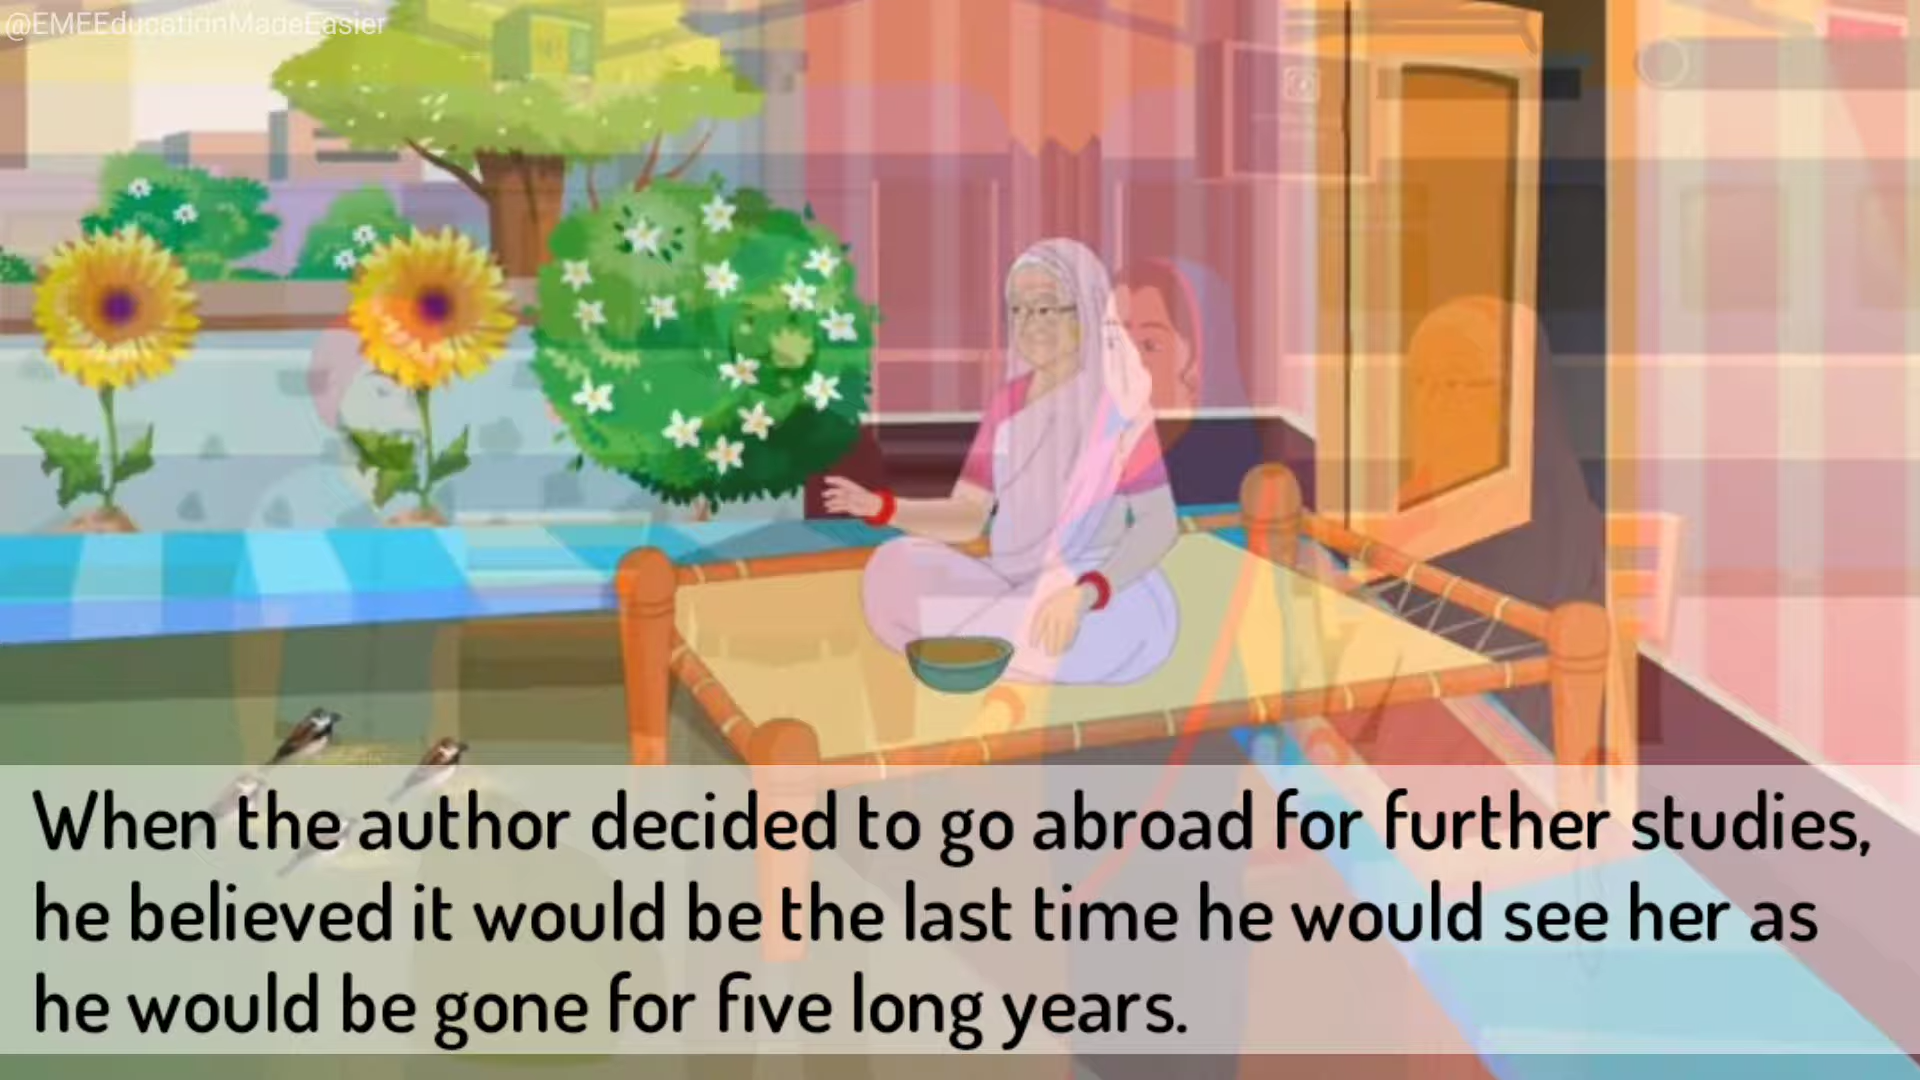 @EMEEducationMadeEasier
When the author decided to go abroad for further studies,
he believed it would be the last time he would see her as
he would be gone for five long years.